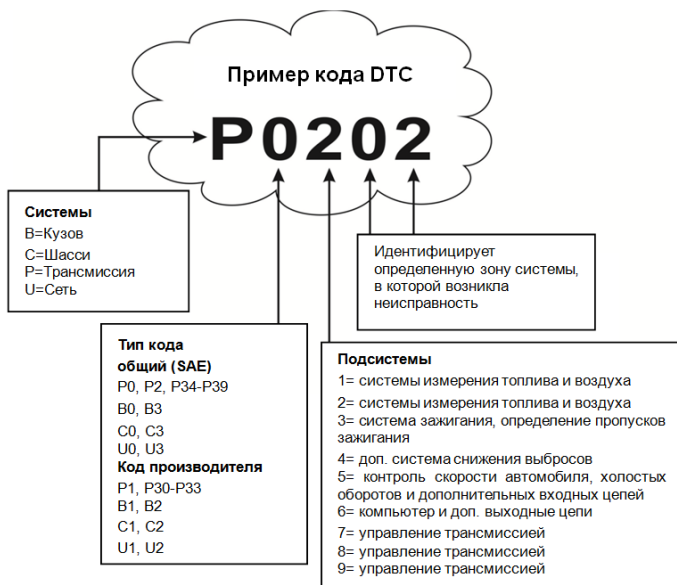 Пример кода DTC
P0202
Системы
B=Кузов
C=Шасси
P=Трансмиссия
U=Сеть
Идентифицирует
определенную зону системы,
в которой возникла
неисправность
Тип кода
общий (SAE)
P0, P2, P34-P39
B0, B3
C0, C3
U0, U3
Код производителя
P1, P30-P33
B1, B2
C1, C2
U1, U2
Подсистемы
1= системы измерения топлива и воздуха
2= системы измерения топлива и воздуха
3= система зажигания, определение пропусков
зажигания
4= доп. система снижения выбросов
5= контроль скорости автомобиля, холостых
оборотов и дополнительных входных цепей
6= компьютер и доп. выходные цепи
7= управление трансмиссией
8= управление трансмиссией
9= управление трансмиссией